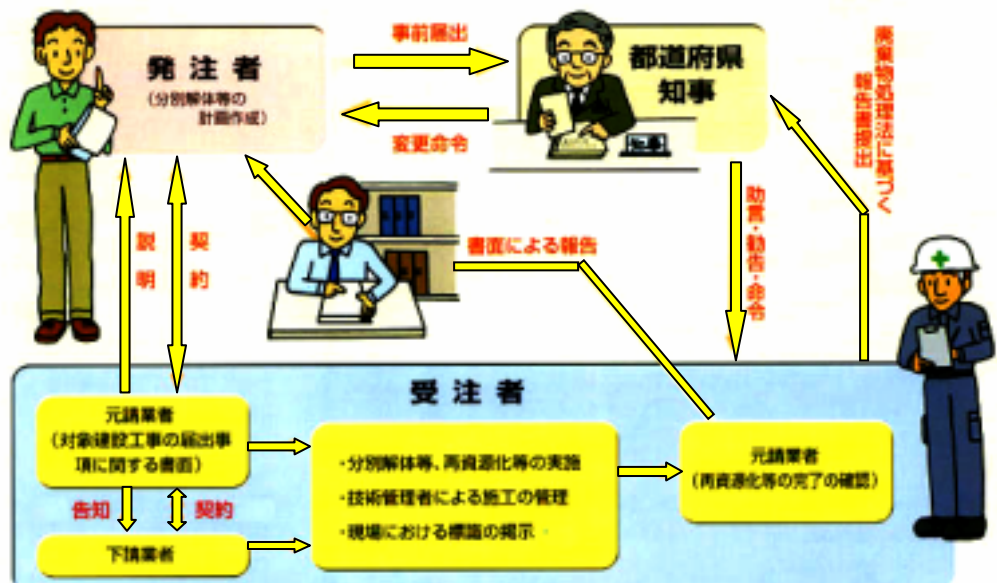 事前届出
発注者
(分別解体等の
計画作成)
都道府県
知事
変更命令
知事
廃棄物処理法に基づく
報告書提出
説明
契約
書面による報告
助言・勧告・命令
受注者
元請業者
(対象建設工事の届出事
項に関する書面)
告知
契約
下請業者
・分別解体等、再資源化等の実施
・技術管理者による施工の管理
・現場における標識の掲示
元請業者
(再資源化等の完了の確認)